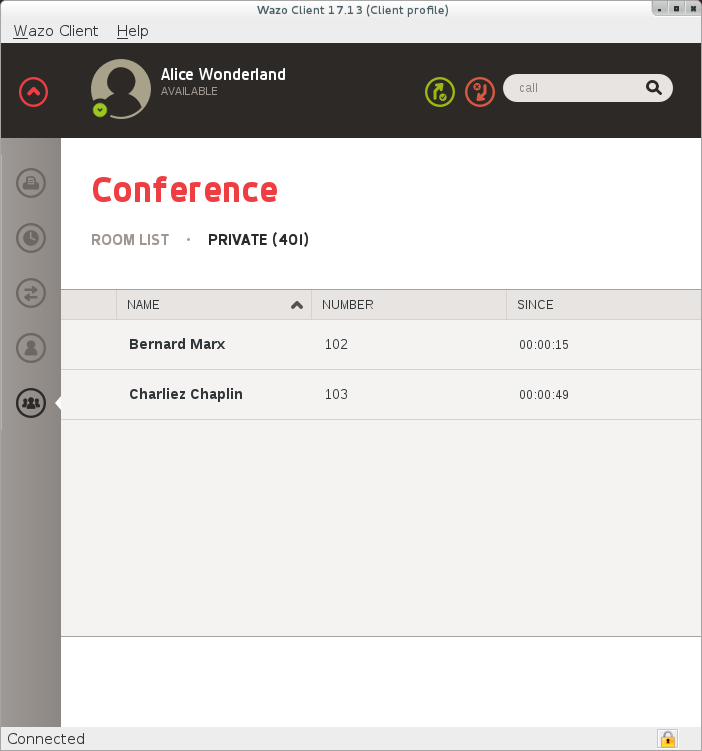 Wazo Client 17.13 (Client profile)
Wazo Client Help
Alice Wonderland
AVAILABLE
call
Conference
ROOM LIST • PRIVATE (401)
NAME NUMBER SINCE
Bernard Marx 102 00:00:15
Charliez Chaplin 103 00:00:49
Connected